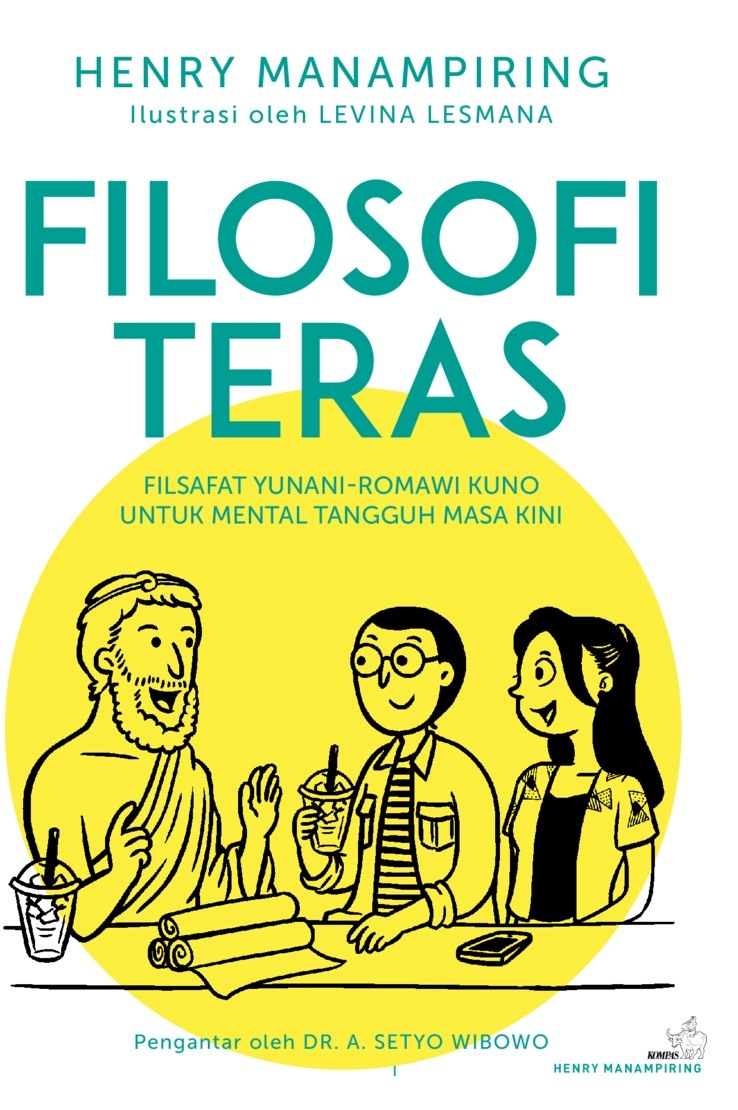 HENRY MANAMPIRING
Ilustrasi oleh LEVINA LESMANA
FILOSOFI
TERAS
FILSAFAT YUNANI-ROMAWI KUNO
UNTUK MENTAL TANGGUH MASA KINI
Pengantar oleh DR. A. SETYO WIBOWO
KOMPAS
I
HENRY MANAMPIRING